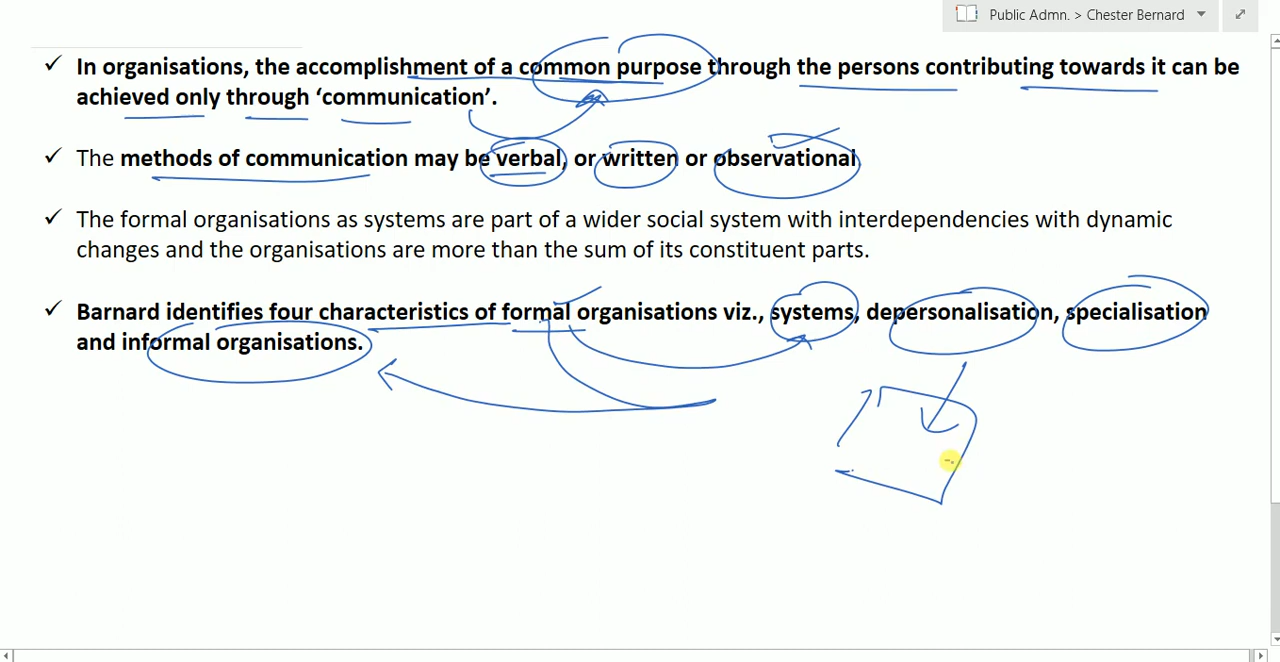 Public Admn. > Chester Bernard
✓ In organisations, the accomplishment of a common purpose through the persons contributing towards it can be
achieved only through ‘communication’.
✓ The methods of communication may be verbal, or written or observational
✓ The formal organisations as systems are part of a wider social system with interdependencies with dynamic
changes and the organisations are more than the sum of its constituent parts.
✓ Barnard identifies four characteristics of formal organisations viz., systems, depersonalisation, specialisation
and informal organisations.